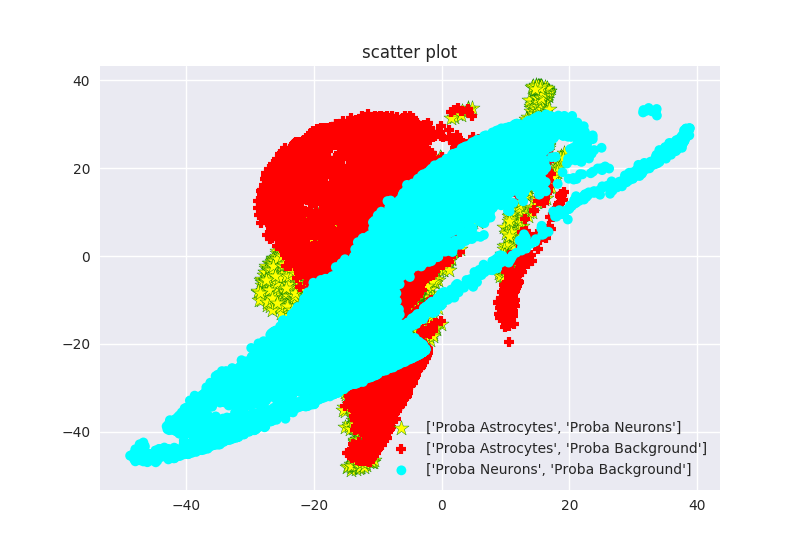 scatter plot
40
20
0
−20
−40
−40
−20
0
20
40
['Proba Astrocytes', 'Proba Neurons']
['Proba Astrocytes', 'Proba Background']
['Proba Neurons', 'Proba Background']